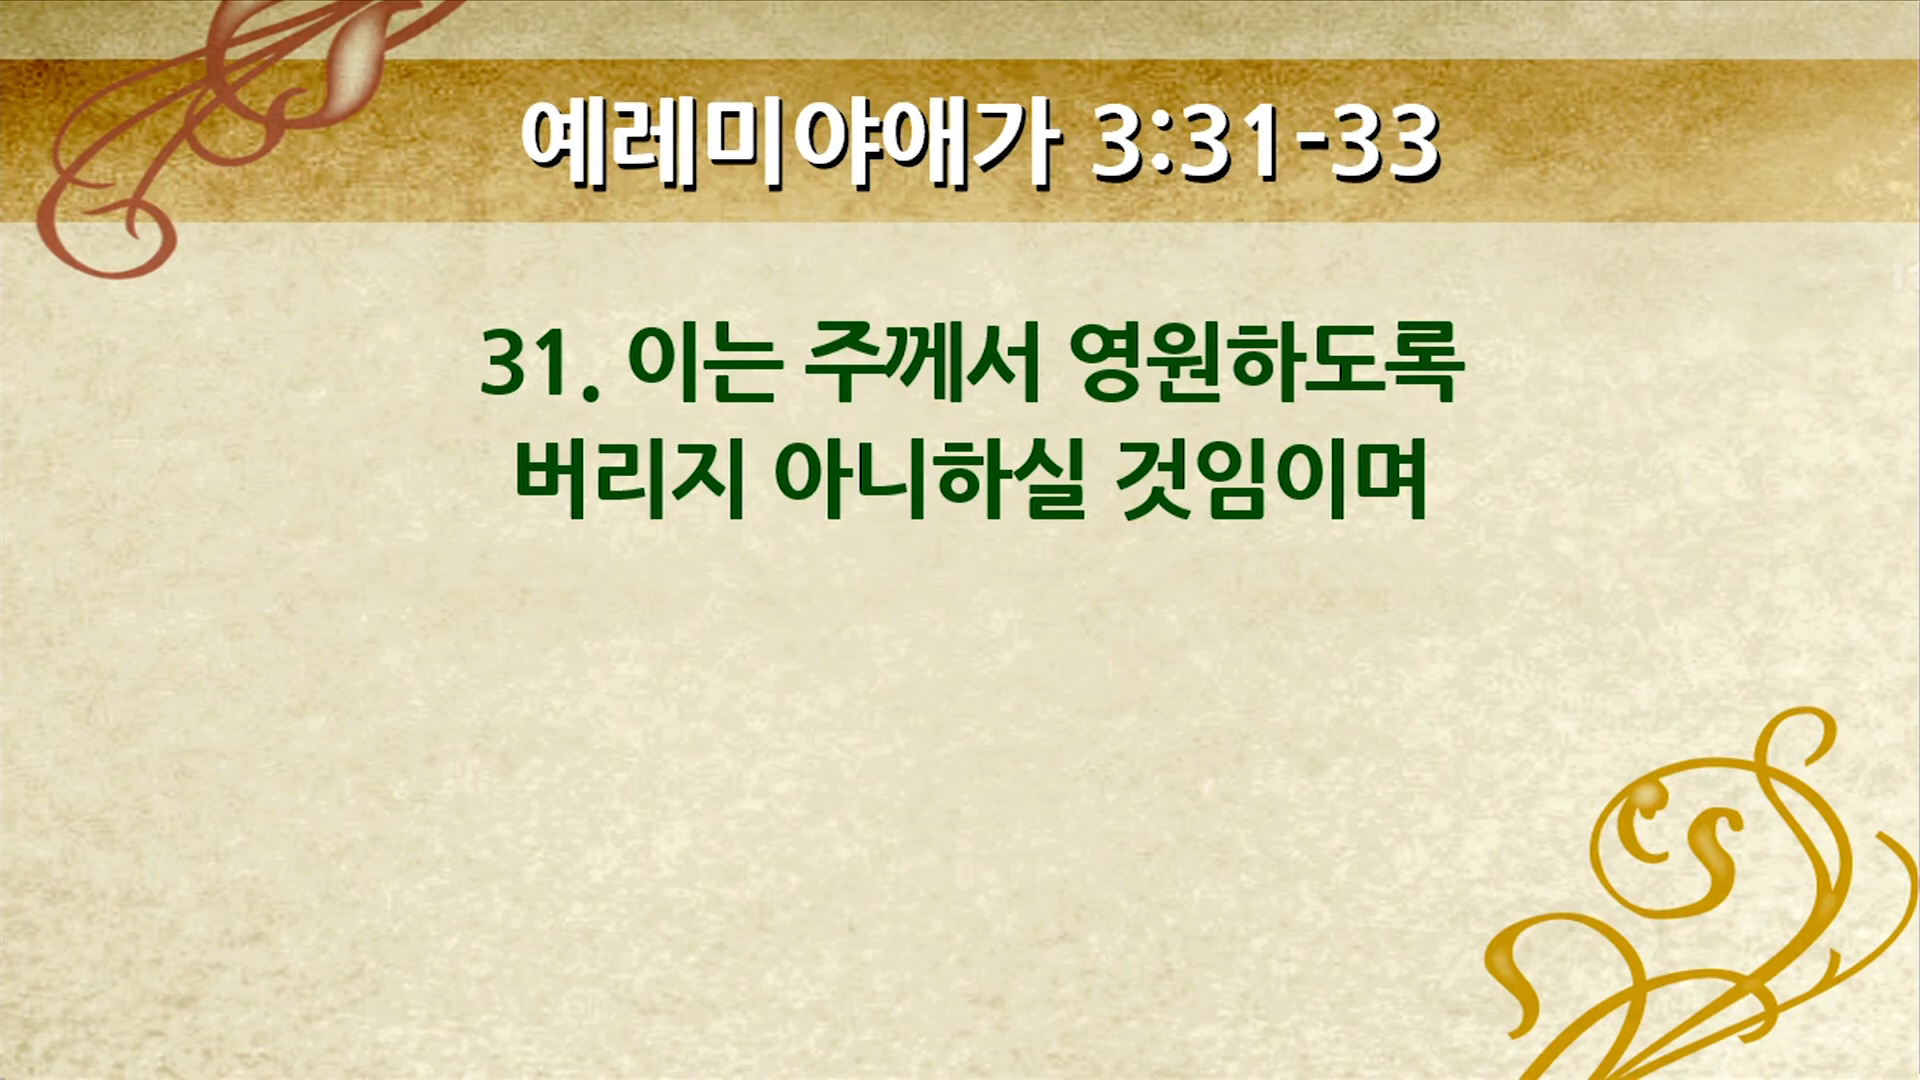 예레미야애가 3:31-33
31. 이는 주께서 영원하도록
버리지 아니하실 것임이며